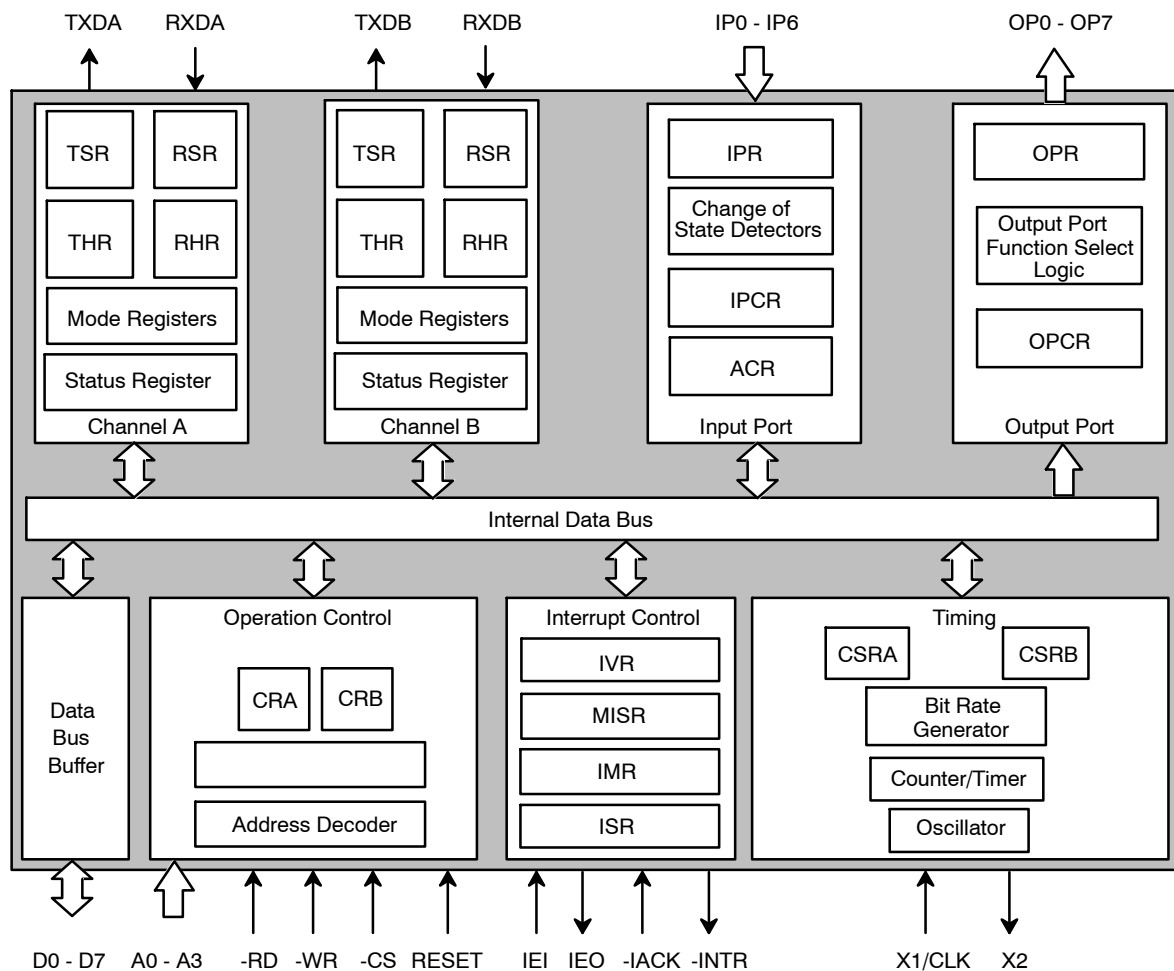 TXDA RXDA TXDB RXDB IP0 - IP6 OP0 - OP7
TSR
RSR
THR
RHR
Mode Registers
Status Register
Channel A
TSR
RSR
THR
RHR
Mode Registers
Status Register
Channel B
IPR
Change of
State Detectors
IPCR
ACR
Input Port
OPR
Output Port
Function Select
Logic
OPCR
Output Port
Internal Data Bus
Data
Bus
Buffer
Operation Control
CRA
CRB
Address Decoder
Interrupt Control
IVR
MISR
IMR
ISR
Timing
CSRA
CSRB
Bit Rate
Generator
Counter/Timer
Oscillator
D0 - D7 A0 - A3 -RD -WR -CS RESET IEI IEO -IACK -INTR X1/CLK X2